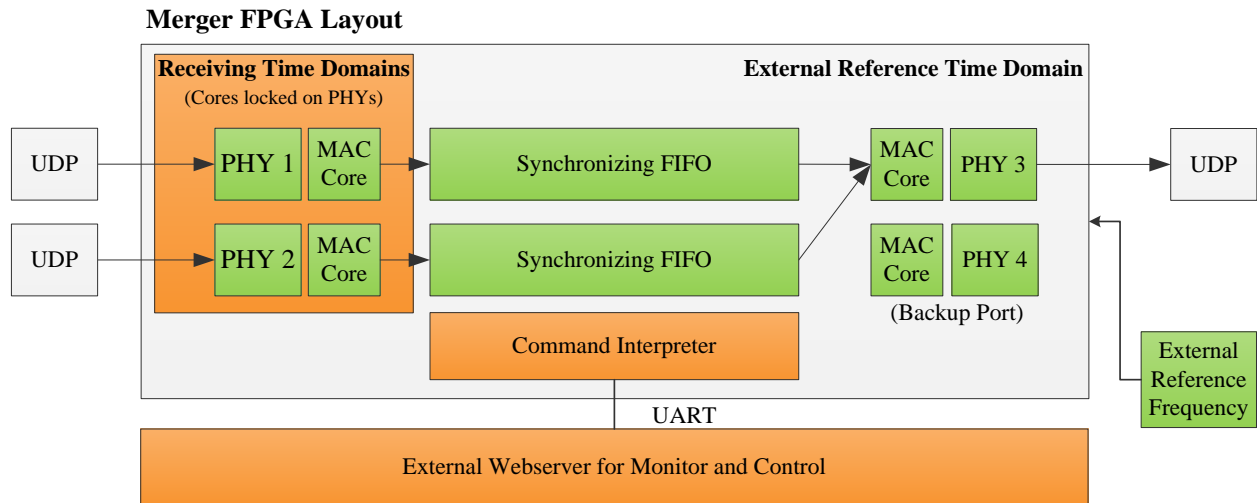 Merger FPGA Layout
Receiving Time Domains
(Cores locked on PHYs)
External Reference Time Domain
UDP
PHY 1
MAC
Core
Synchronizing FIFO
MAC
Core
PHY 3
UDP
UDP
PHY 2
MAC
Core
Synchronizing FIFO
MAC
Core
PHY 4
(Backup Port)
Command Interpreter
External
Reference
Frequency
UART
External Webserver for Monitor and Control